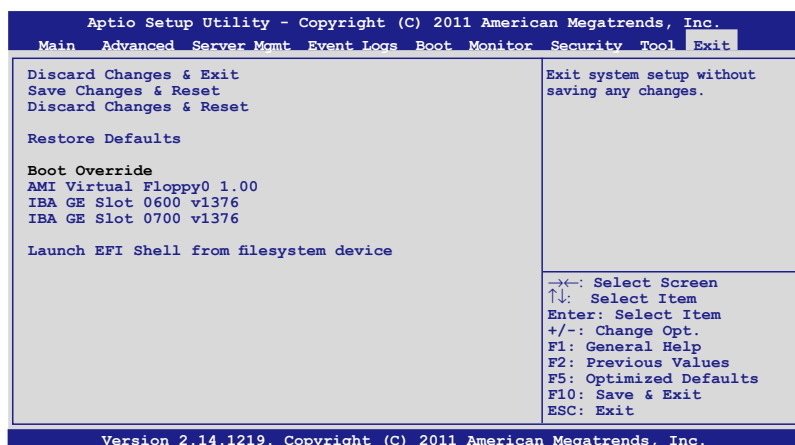 Aptio Setup Utility - Copyright (C) 2011 American Megatrends, Inc.
Main Advanced Server Mgmt Event Logs Boot Monitor Security Tool Exit
Discard Changes & Exit
Save Changes & Reset
Discard Changes & Reset
Restore Defaults
Boot Override
AMI Virtual Floppy0 1.00
IBA GE Slot 0600 v1376
IBA GE Slot 0700 v1376
Launch EFI Shell from filesystem device
Exit system setup without
saving any changes.
→←: Select Screen
↑↓: Select Item
Enter: Select Item
+/-: Change Opt.
F1: General Help
F2: Previous Values
F5: Optimized Defaults
F10: Save & Exit
ESC: Exit
Version 2.14.1219. Copyright (C) 2011 American Megatrends, Inc.